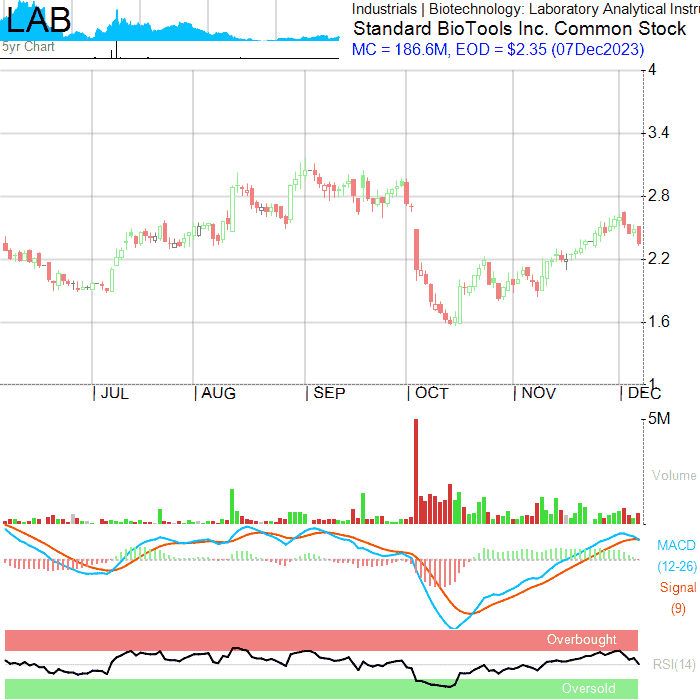 LAB
5yr Chart
Industrials | Biotechnology: Laboratory Analytical Instru
Standard BioTools Inc. Common Stock
MC = 186.6M, EOD = $2.35 (07Dec2023)
4
3.4
2.8
2.2
1.6
1
JUL AUG SEP OCT NOV DEC
5M
Volume
MACD
(12-26)
Signal
(9)
Overbought
RSI(14)
Oversold